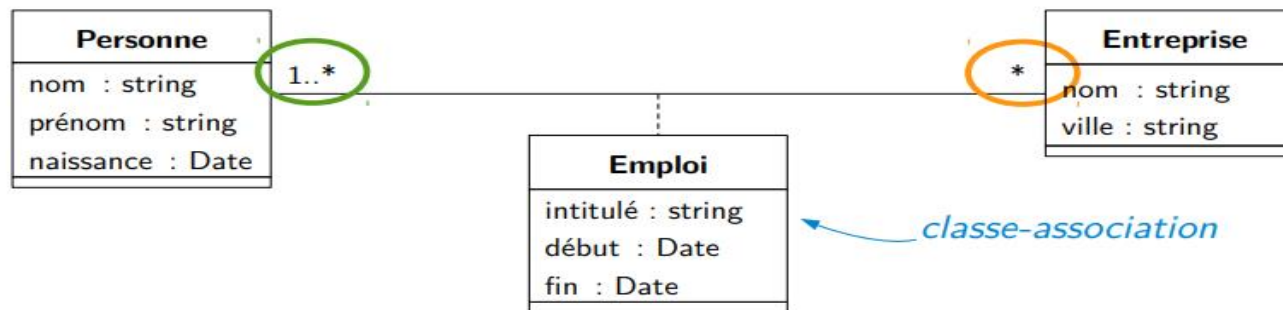 Personne
nom : string
prénom : string
naissance : Date
1..*
*
Entreprise
nom : string
ville : string
Emploi
intitulé : string
début : Date
fin : Date
classe-association